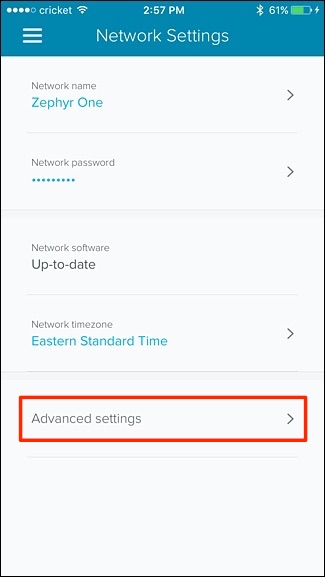 cricket 2:57 PM 61%
Network Settings
Network name
Zephyr One
Network password
•••••••••
Network software
Up-to-date
Network timezone
Eastern Standard Time
Advanced settings